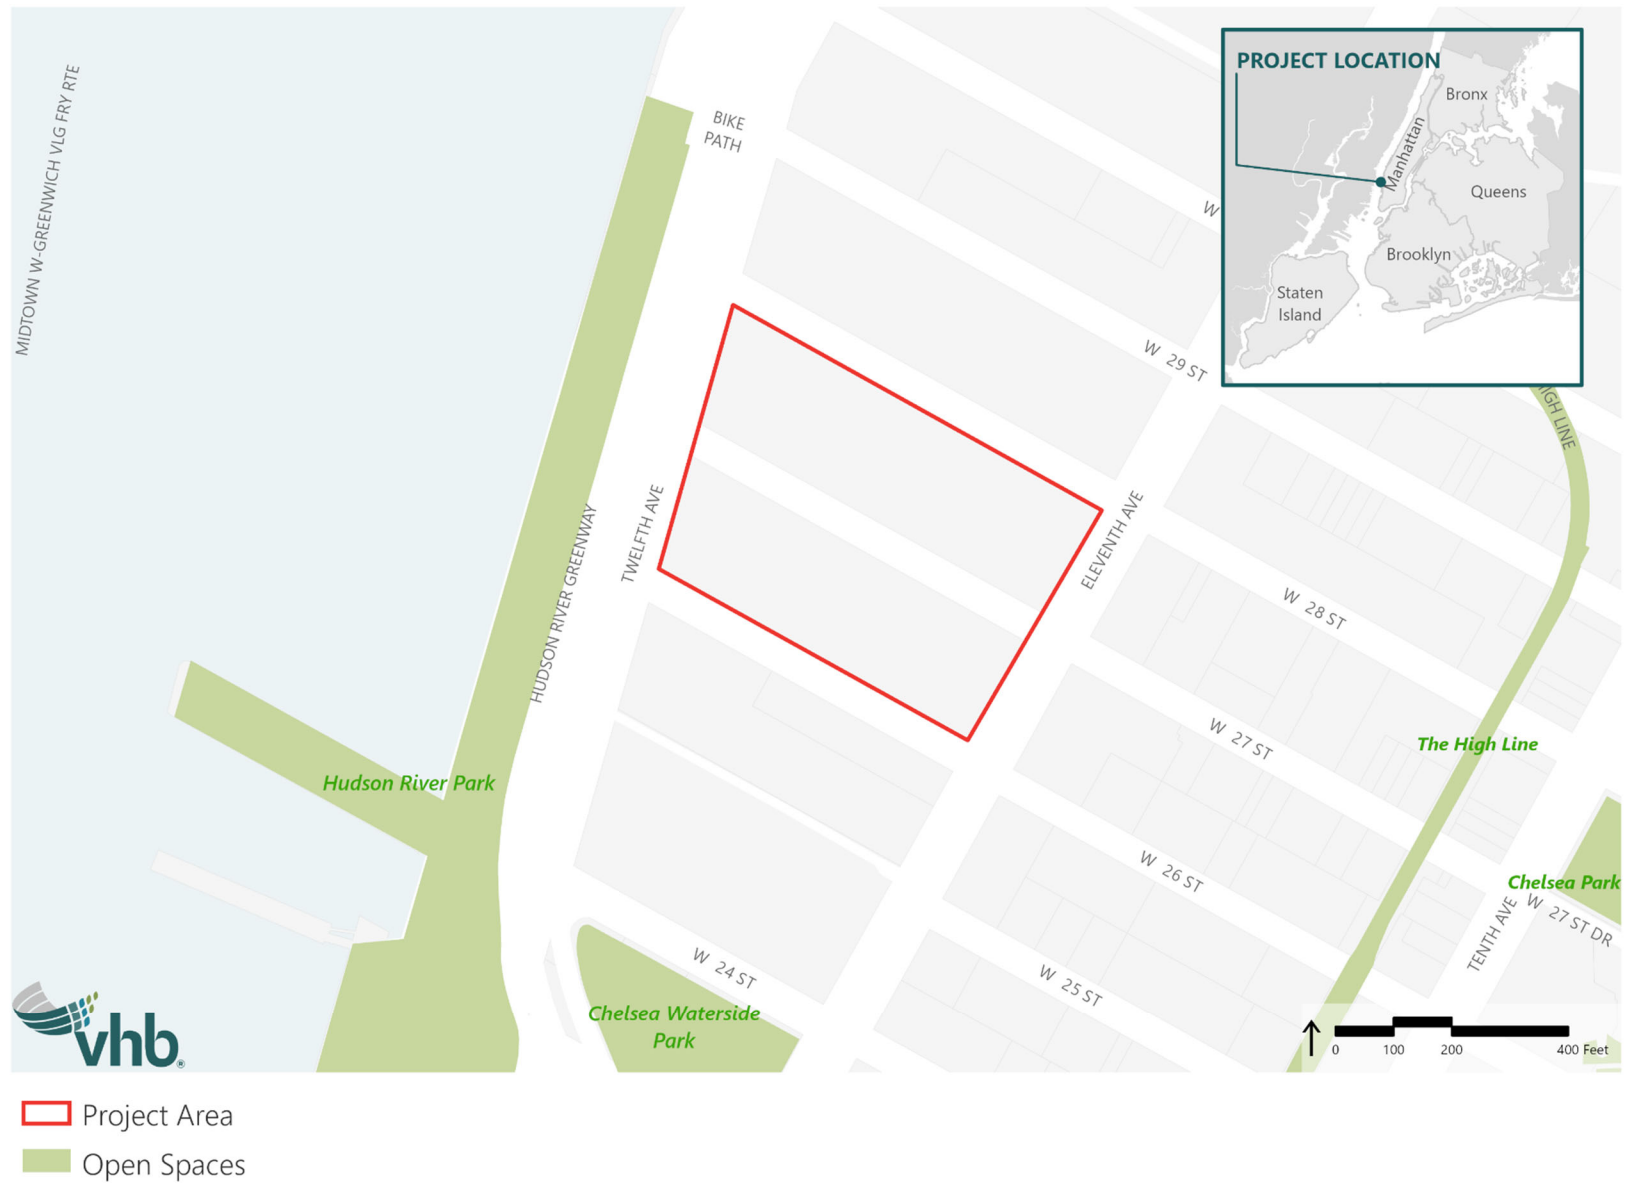 MIDTOWN W-GREENWICH VLG FRY RTE
BIKE
PATH
PROJECT LOCATION
Bronx
Manhattan
Queens
Brooklyn
Staten
Island
W
W 29 ST
HIGH LINE
TWELFTH AVE
HUDSON RIVER GREENWAY
ELEVENTH AVE
W 28 ST
W 27 ST
The High Line
Hudson River Park
W 26 ST
Chelsea Park
W 27 ST DR
TENTH AVE
W 24 ST
W 25 ST
Chelsea Waterside
Park
vhb®
0 100 200 400 Feet
Project Area
Open Spaces